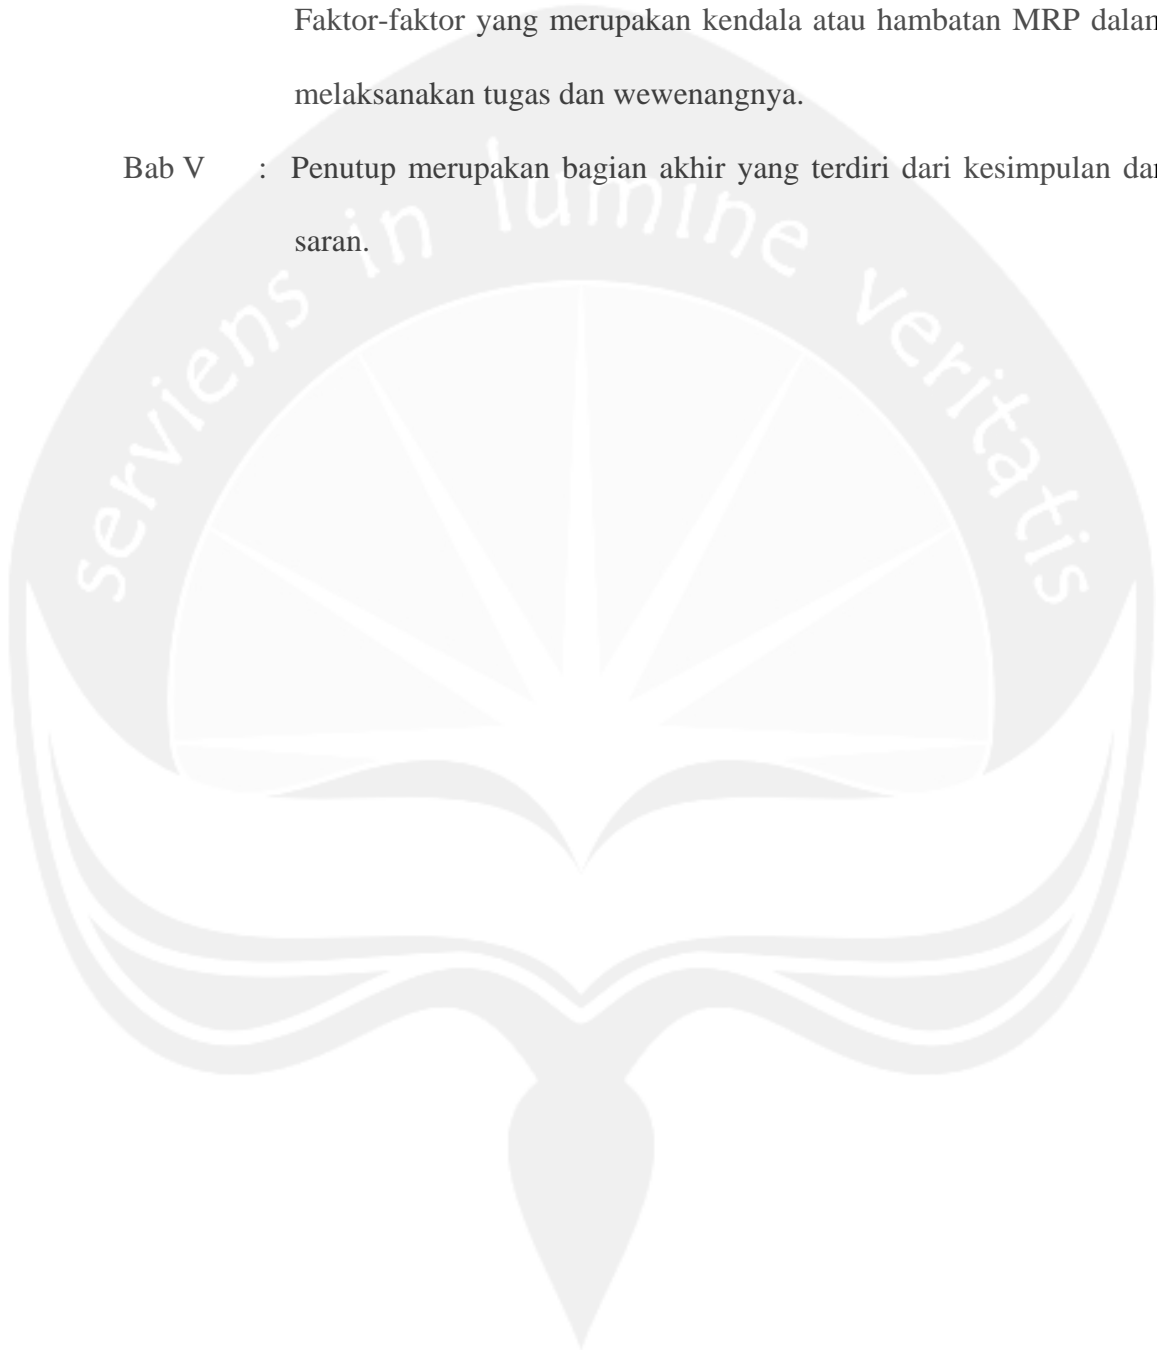 Faktor-faktor yang merupakan kendala atau hambatan MRP dalam
melaksanakan tugas dan wewenangnya.
Bab V : Penutup merupakan bagian akhir yang terdiri dari kesimpulan dan
saran.
serviens in lumine veritatis